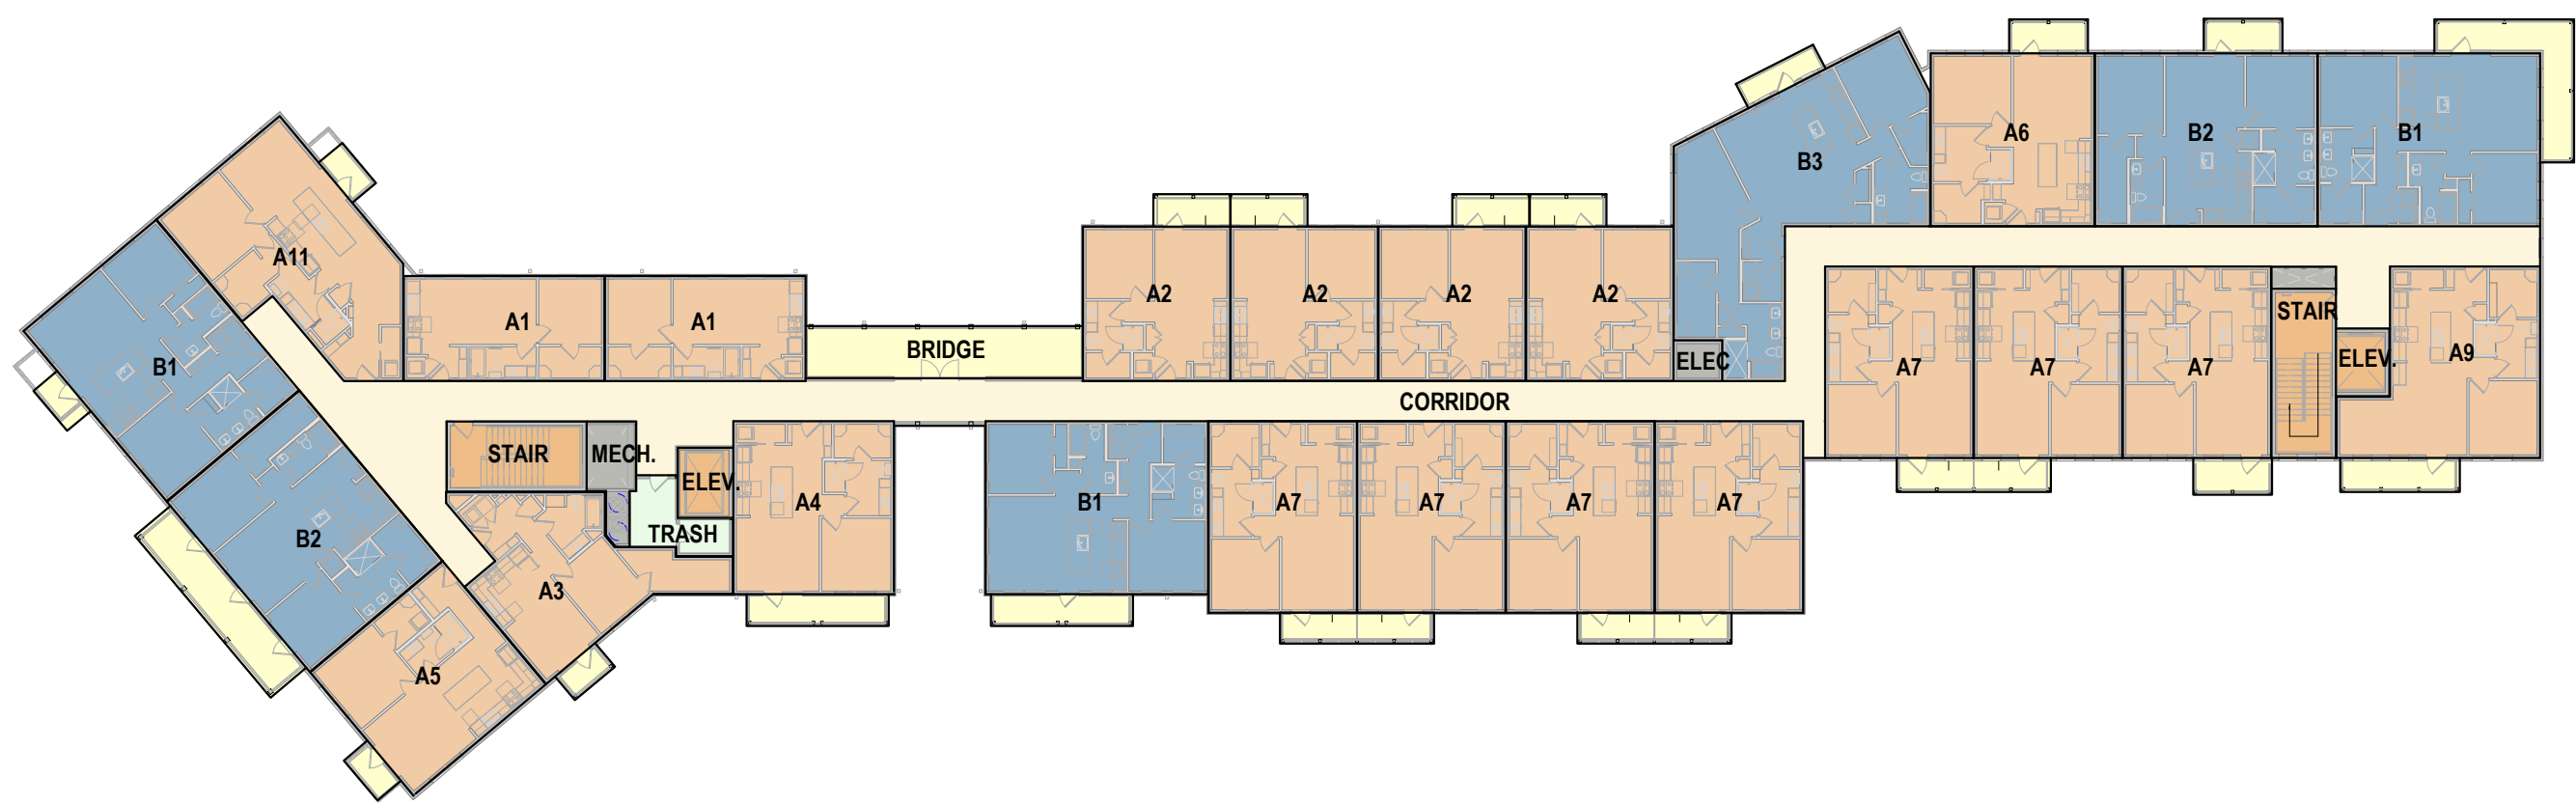 A6
B2
B1
B3
A11
A2
A2
A2
A2
A1
A1
STAIR
BRIDGE
B1
ELEC
A7
A7
A7
ELEV.
A9
CORRIDOR
STAIR
MECH.
ELEV.
A4
B1
A7
A7
A7
A7
TRASH
B2
A3
A5